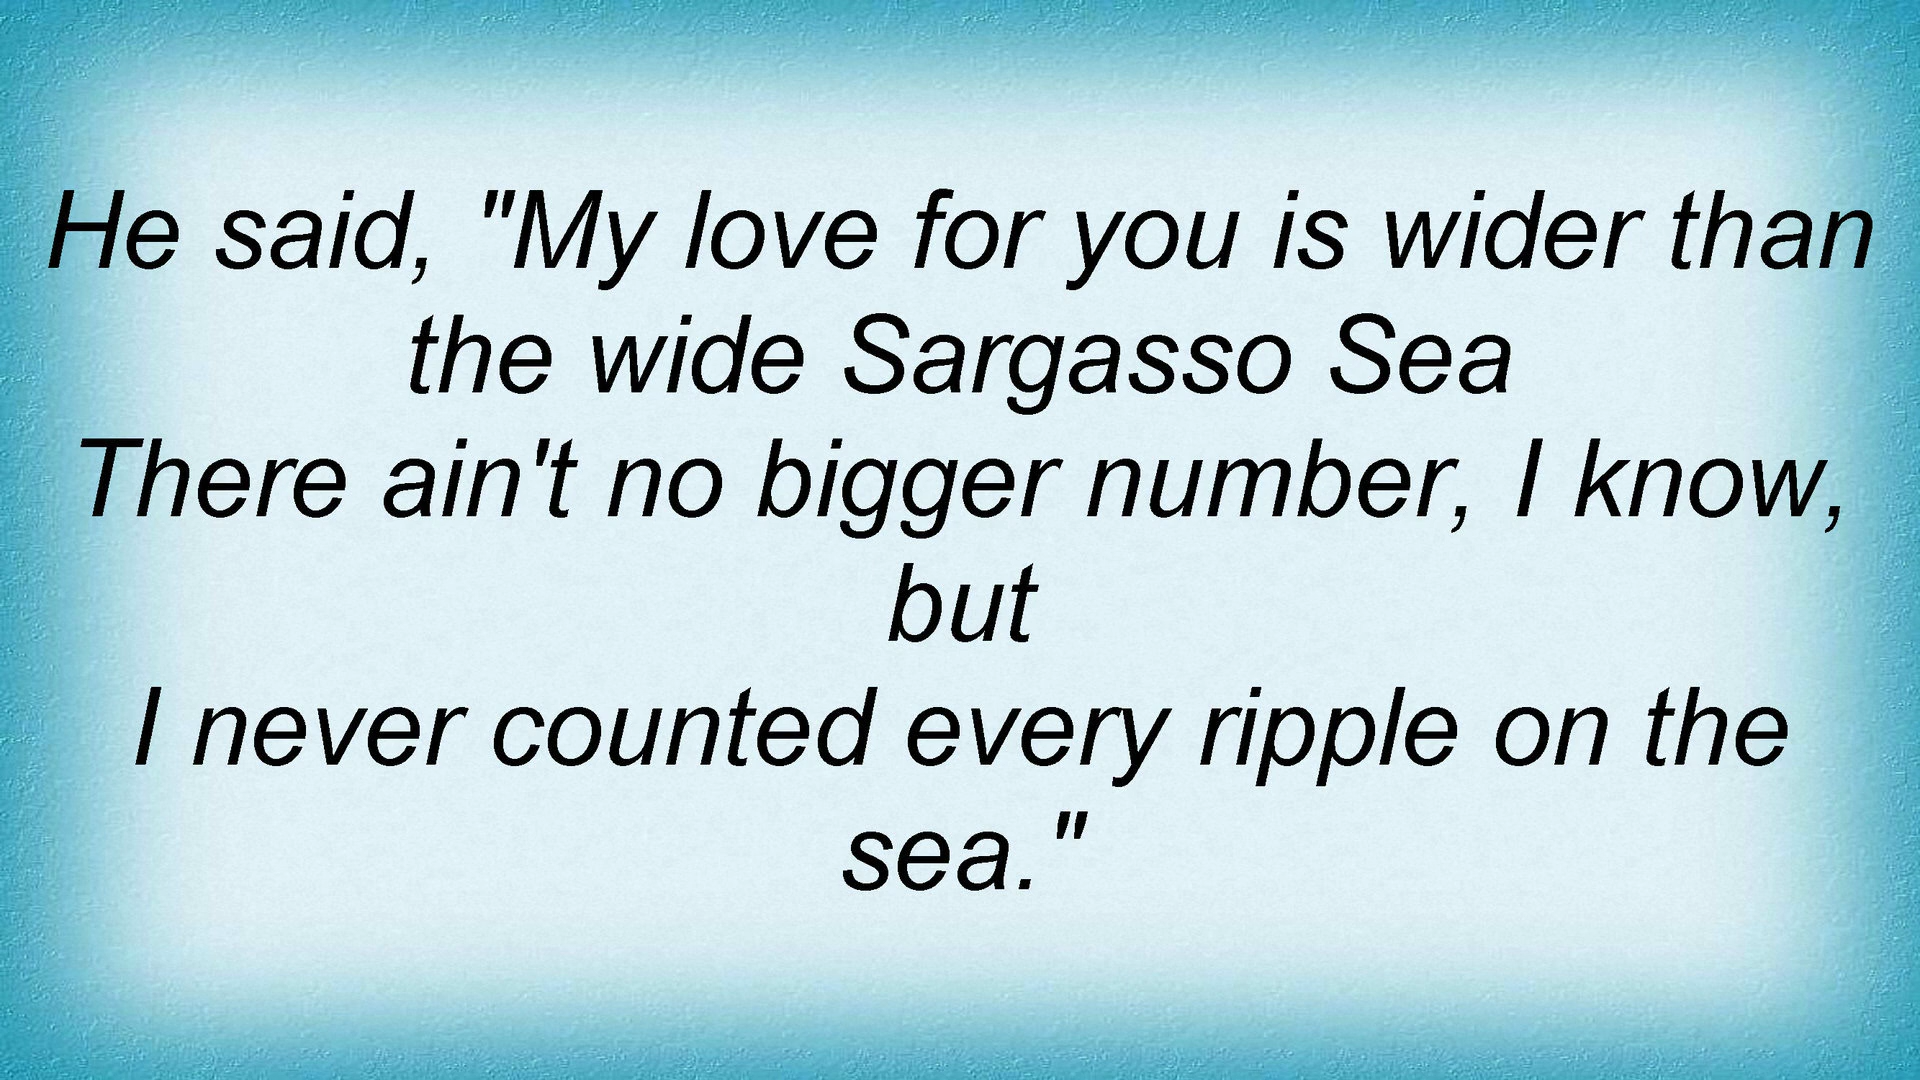 He said, "My love for you is wider than
the wide Sargasso Sea
There ain't no bigger number, I know,
but
I never counted every ripple on the
sea."